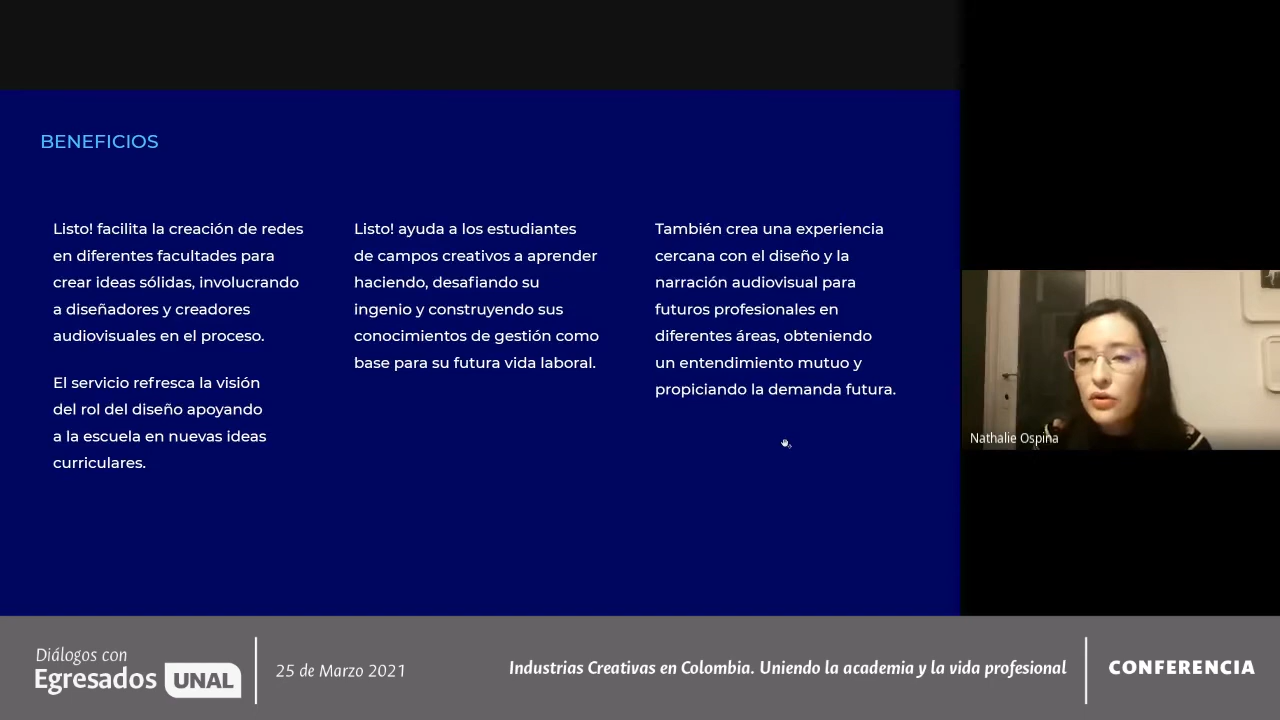 BENEFICIOS
Listo! facilita la creación de redes
en diferentes facultades para
crear ideas sólidas, involucrando
a diseñadores y creadores
audiovisuales en el proceso.
El servicio refresca la visión
del rol del diseño apoyando
a la escuela en nuevas ideas
curriculares.
Listo! ayuda a los estudiantes
de campos creativos a aprender
haciendo, desafiando su
ingenio y construyendo sus
conocimientos de gestión como
base para su futura vida laboral.
También crea una experiencia
cercana con el diseño y la
narración audiovisual para
futuros profesionales en
diferentes áreas, obteniendo
un entendimiento mutuo y
propiciando la demanda futura.
Nathalie Ospina
Diálogos con
Egresados UNAL
25 de Marzo 2021
Industrias Creativas en Colombia. Uniendo la academia y la vida profesional
CONFERENCIA